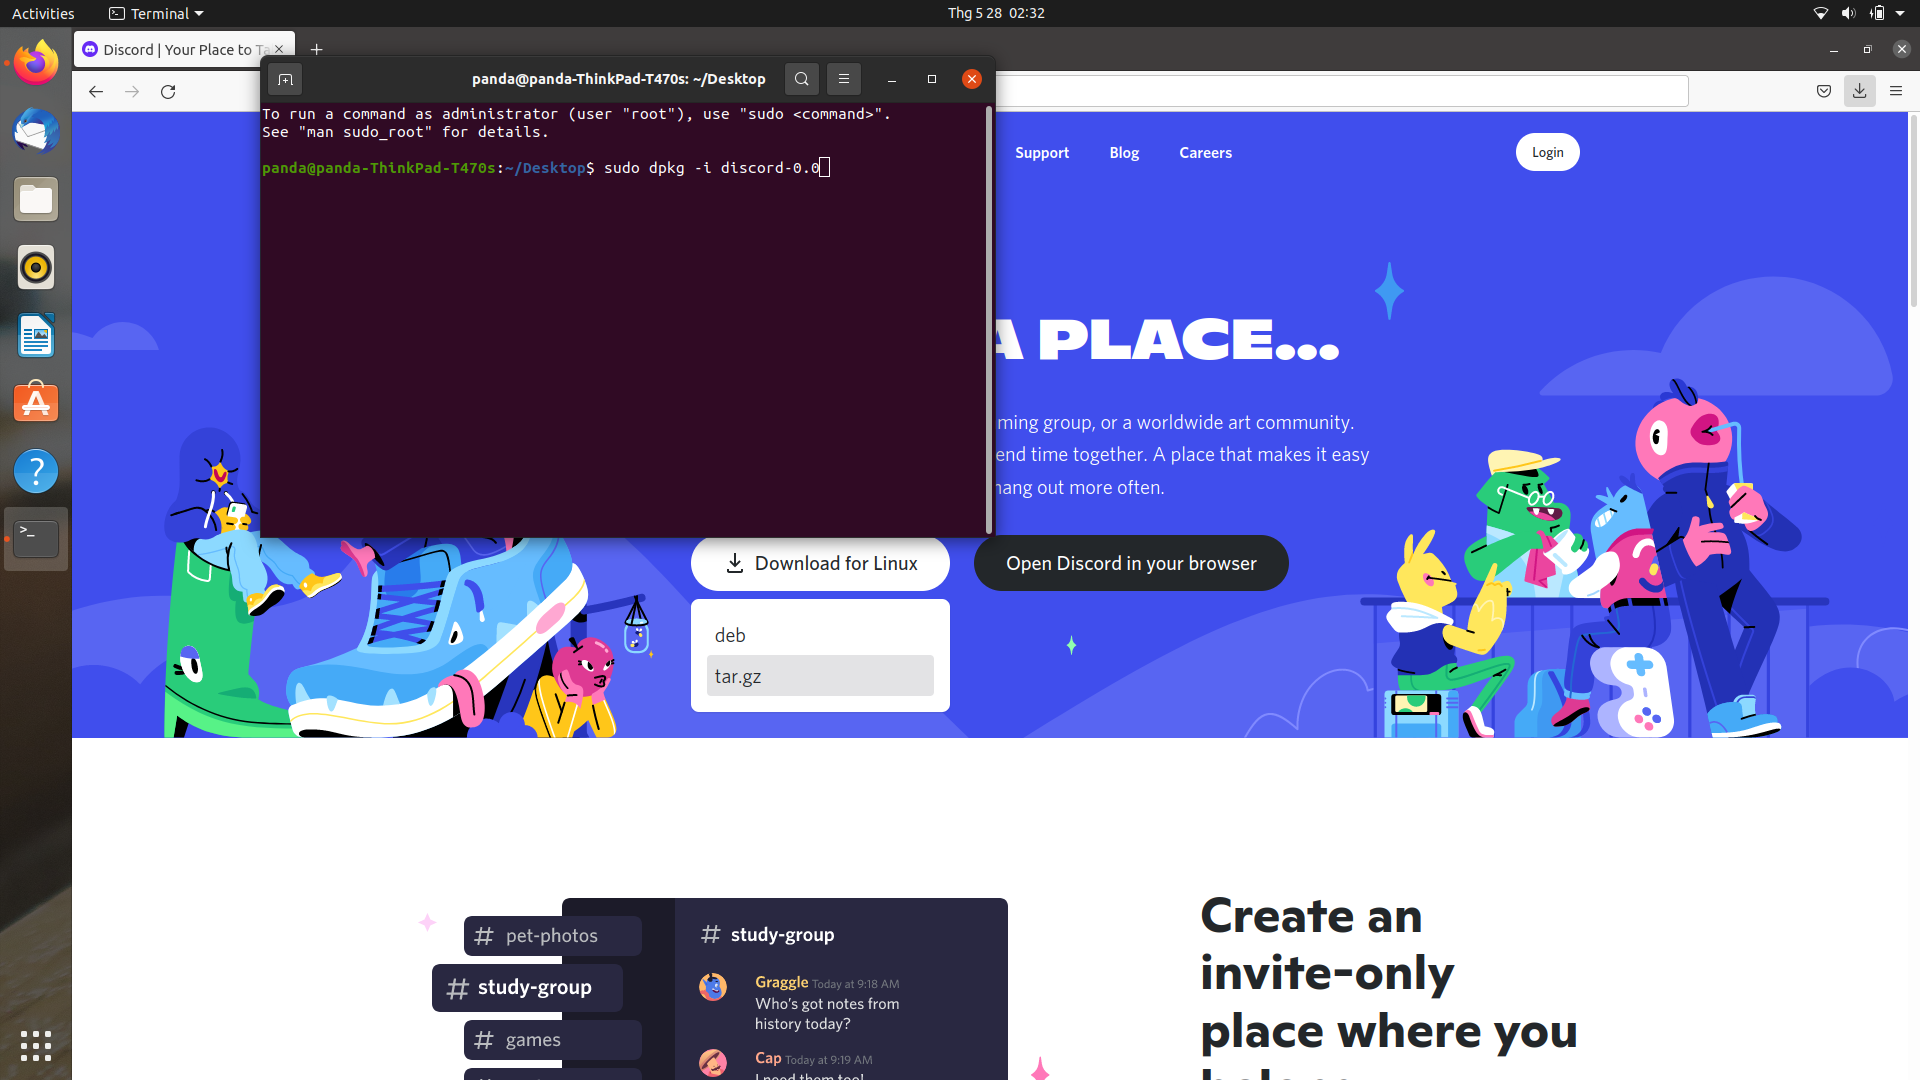 Activities
Terminal
Thg 5 28 02:32
Discord | Your Place to Ta
panda@panda-ThinkPad-T470s: ~/Desktop
To run a command as administrator (user "root"), use "sudo <command>".
See "man sudo_root" for details.
panda@panda-ThinkPad-T470s:~/Desktop$ sudo dpkg -i discord-0.0
Support
Blog
Careers
Login
A PLACE...
ming group, or a worldwide art community.
end time together. A place that makes it easy
hang out more often.
Download for Linux
Open Discord in your browser
deb
tar.gz
# pet-photos
# study-group
# games
# study-group
Graggle Today at 9:18 AM
Who's got notes from
history today?
Cap Today at 9:19 AM
I need them too!
Create an
invite-only
place where you